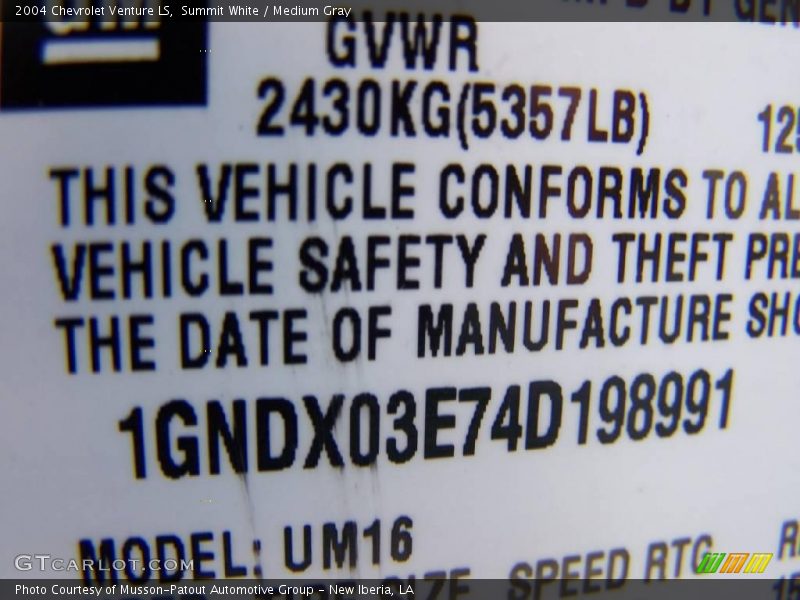 2004 Chevrolet Venture LS,  Summit White / Medium Gray
GVWR
2430KG(5357LB)
THIS VEHICLE CONFORMS TO AL
VEHICLE SAFETY AND THEFT PRE
THE DATE OF MANUFACTURE SHO
1GNDX03E74D198991
MODEL: UM16
SIZE SPEED RTG
GTCARLOT.COM
Photo Courtesy of Musson-Patout Automotive Group - New Iberia, LA